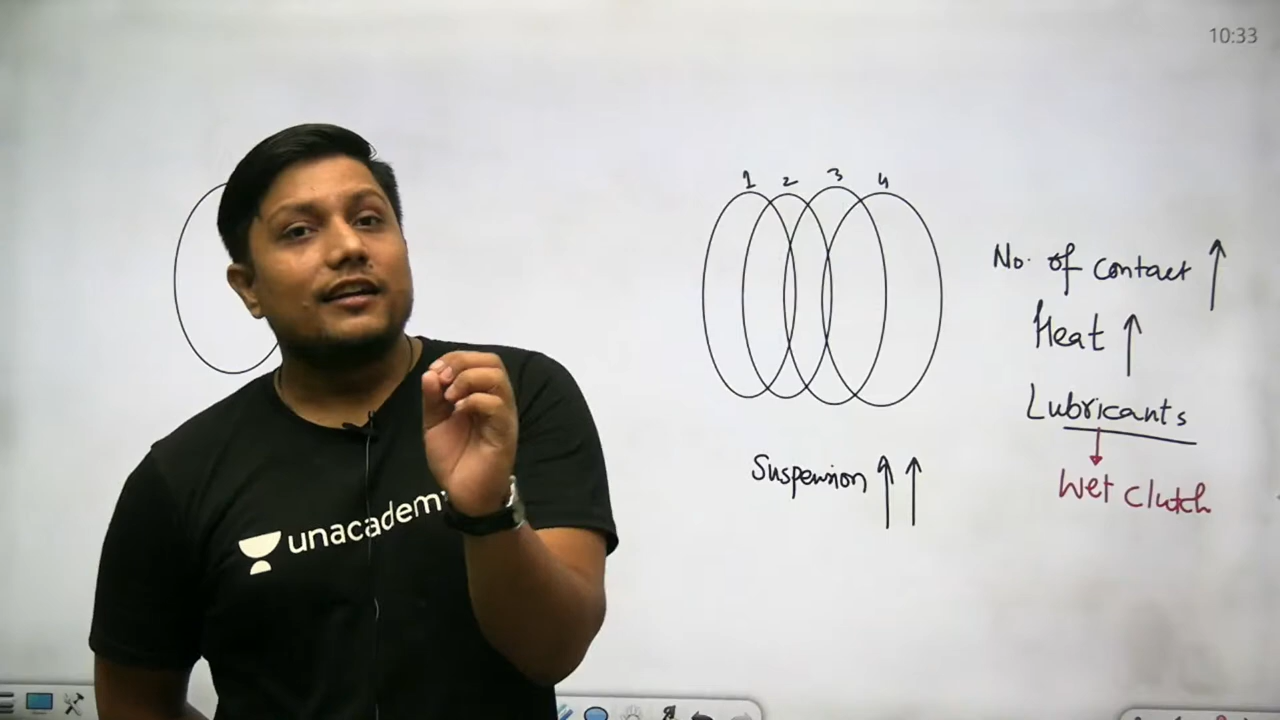 10:33
1 2 3 4
No. of contact ↑
Heat ↑
Lubricants
Suspension ↑ ↑
Wet Clutch
unacadem